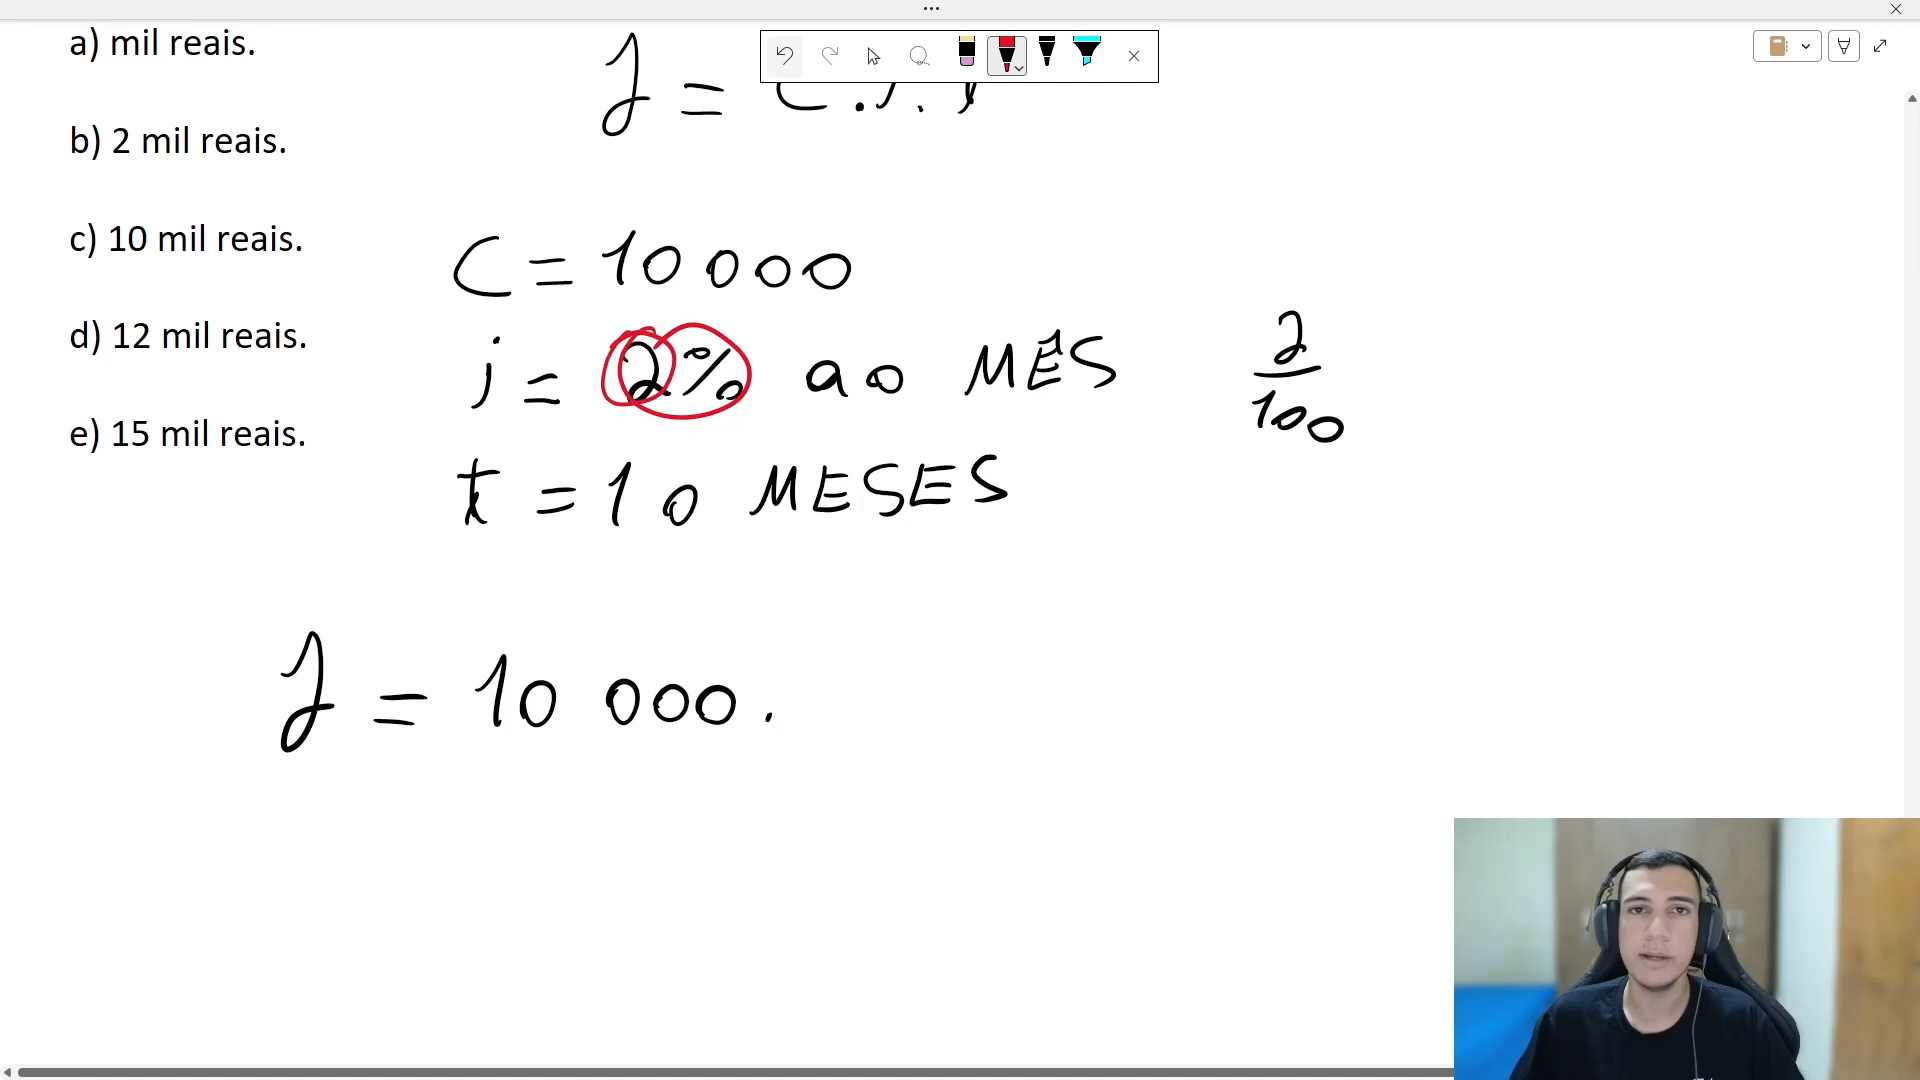 a) mil reais.
J = C.i.t
b) 2 mil reais.
c) 10 mil reais.
C = 10 000
d) 12 mil reais.
i = 2% ao MÊS
2
100
e) 15 mil reais.
t = 10 MESES
J = 10 000 .